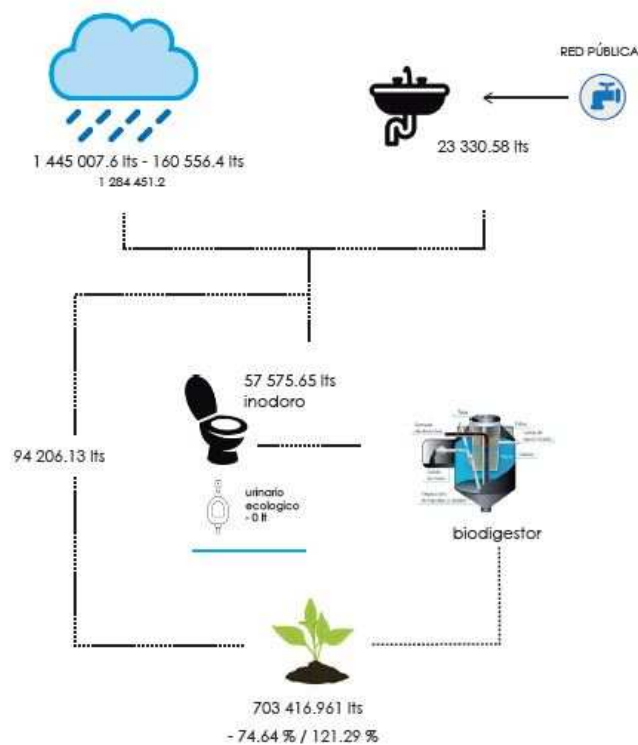 RED PÚBLICA
23 330.58 lts
1 445 007.6 lts - 160 556.4 lts
1 284 451.2
57 575.65 lts
inodoro
94 206.13 lts
urinario
ecologico
- 0 lt
biodigestor
703 416.961 lts
- 74.64 % / 121.29 %